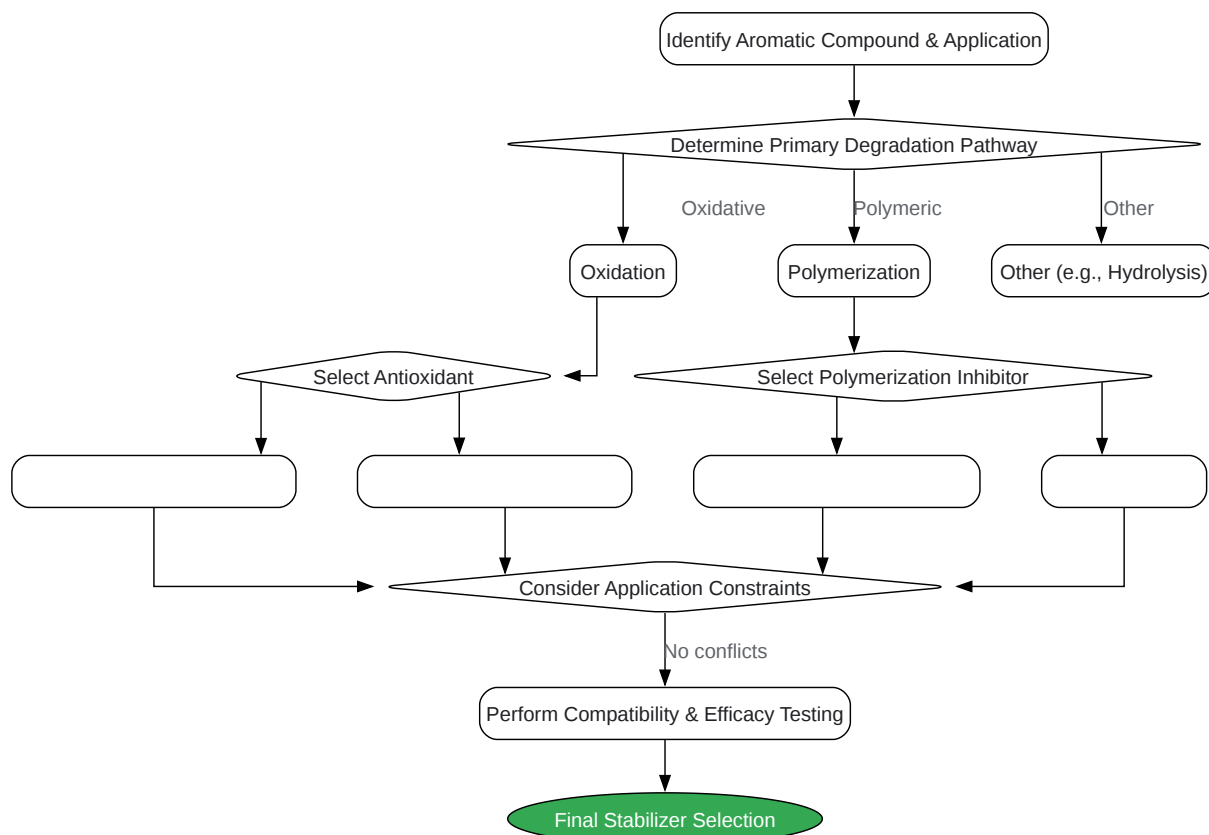 Identify Aromatic Compound & Application
Determine Primary Degradation Pathway
Oxidative
Polymeric
Other
Oxidation
Polymerization
Other (e.g., Hydrolysis)
Select Antioxidant
Select Polymerization Inhibitor
Consider Application Constraints
No conflicts
Perform Compatibility & Efficacy Testing
Final Stabilizer Selection